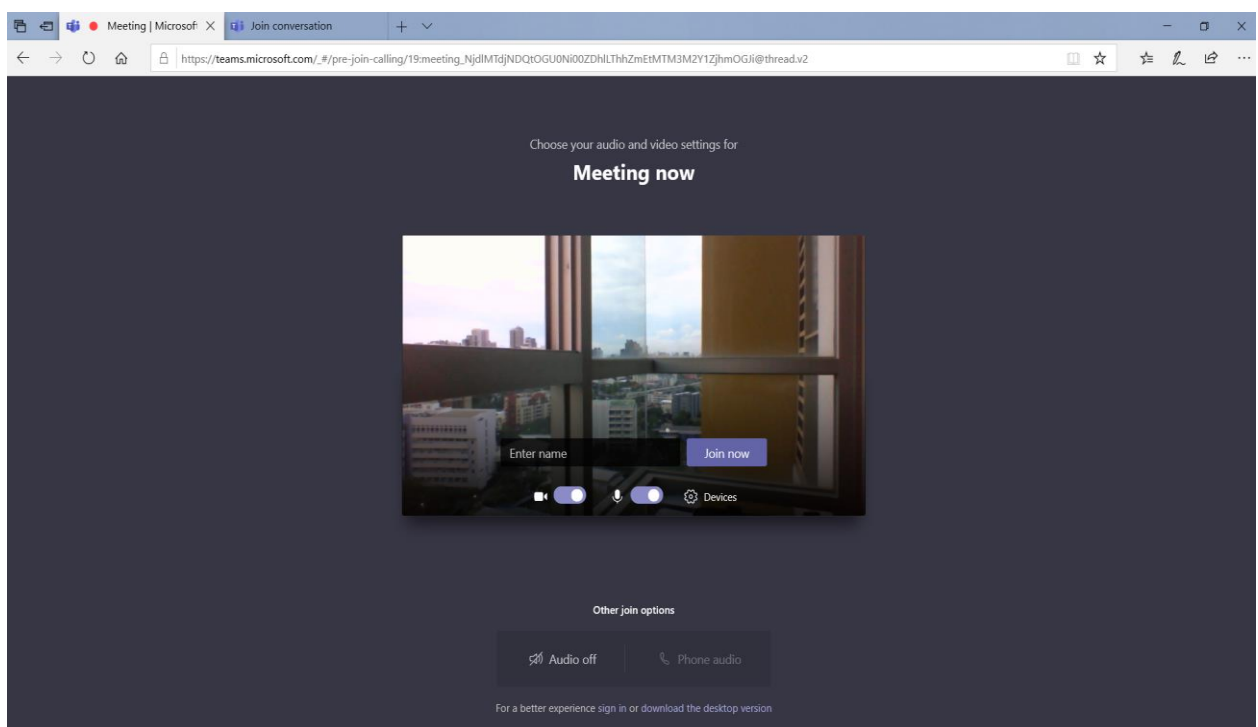 Meeting | Microsof
Join conversation
https://teams.microsoft.com/_#/pre-join-calling/19:meeting_NjdlMTdjNDQtOGU0Ni00ZDhlLThhZmEtMTM3M2Y1ZjhmOGJi@thread.v2
Choose your audio and video settings for
Meeting now
Enter name
Join now
Devices
Other join options
Audio off
Phone audio
For a better experience sign in or download the desktop version